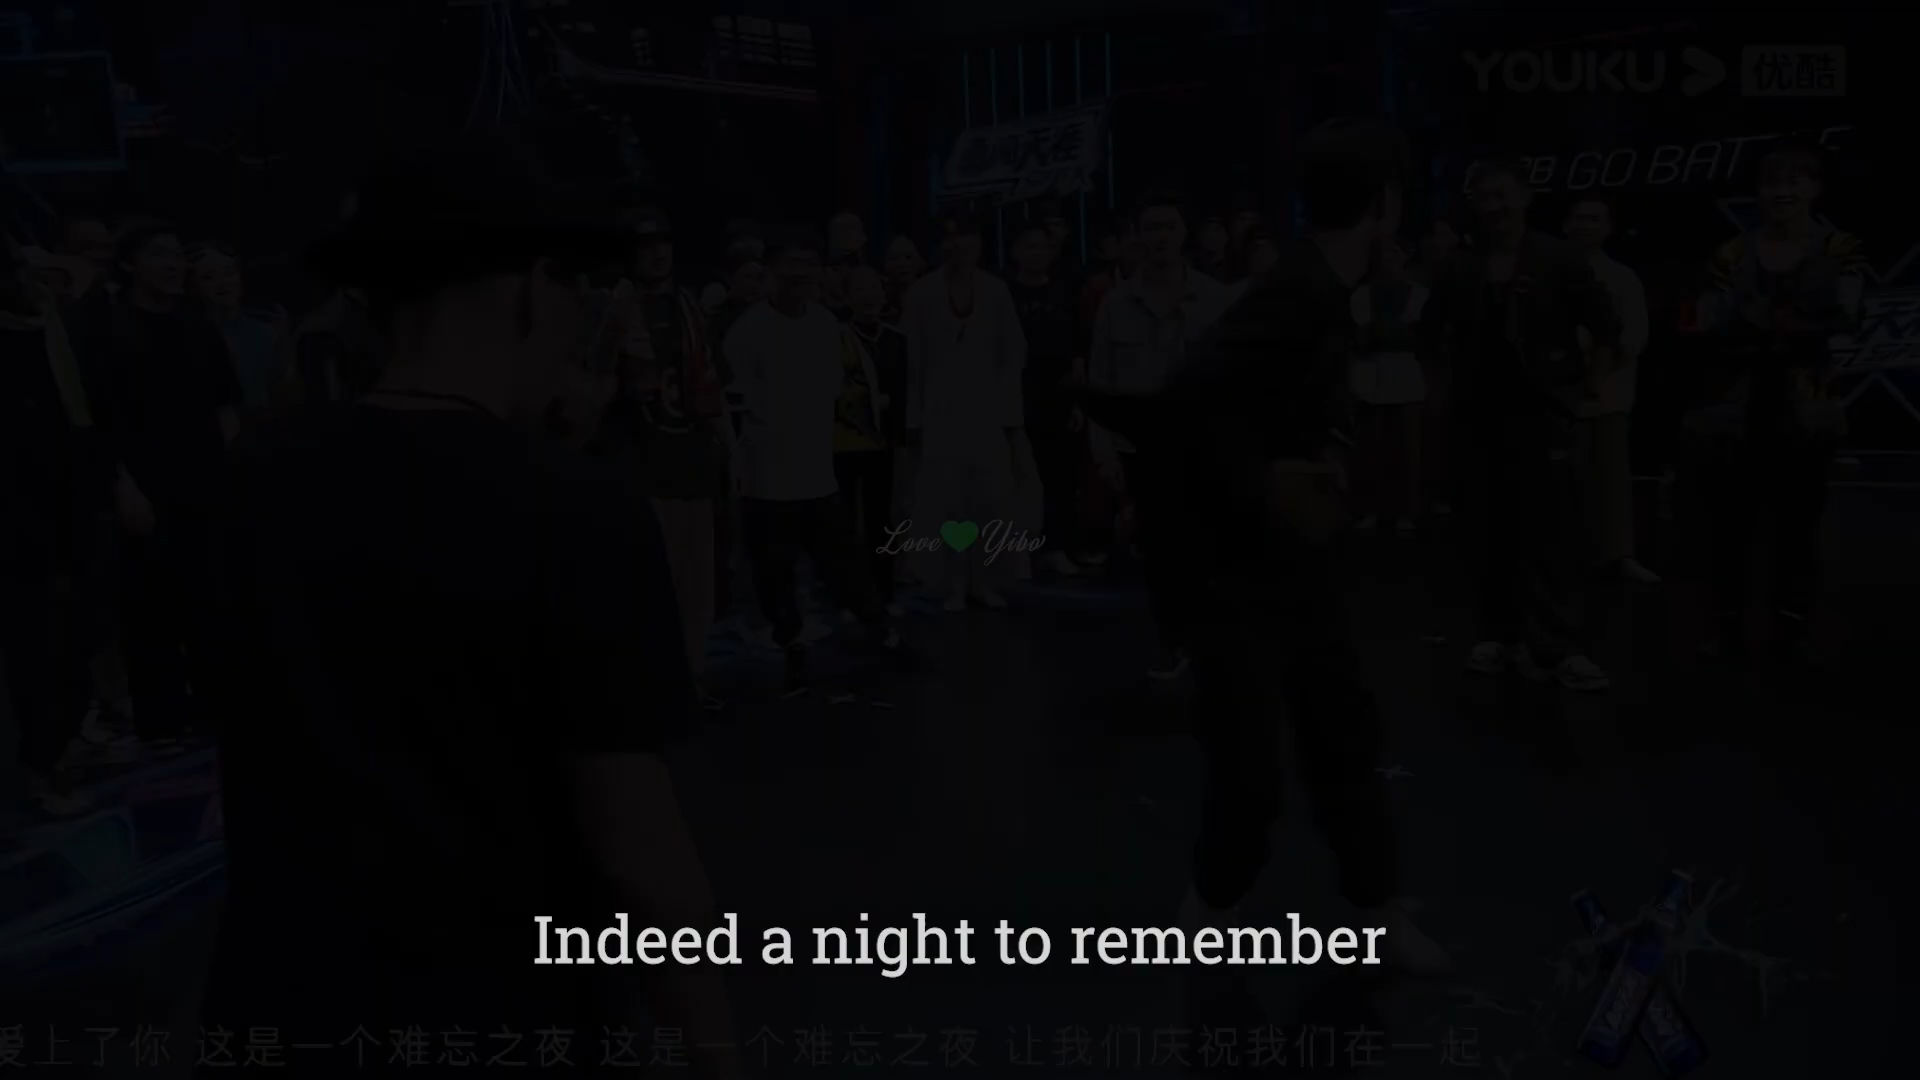 YOUKU 优酷
GO BAT
Love Yibo
Indeed a night to remember
爱上了你 这是一个难忘之夜 这是一个难忘之夜 让我们庆祝我们在一起